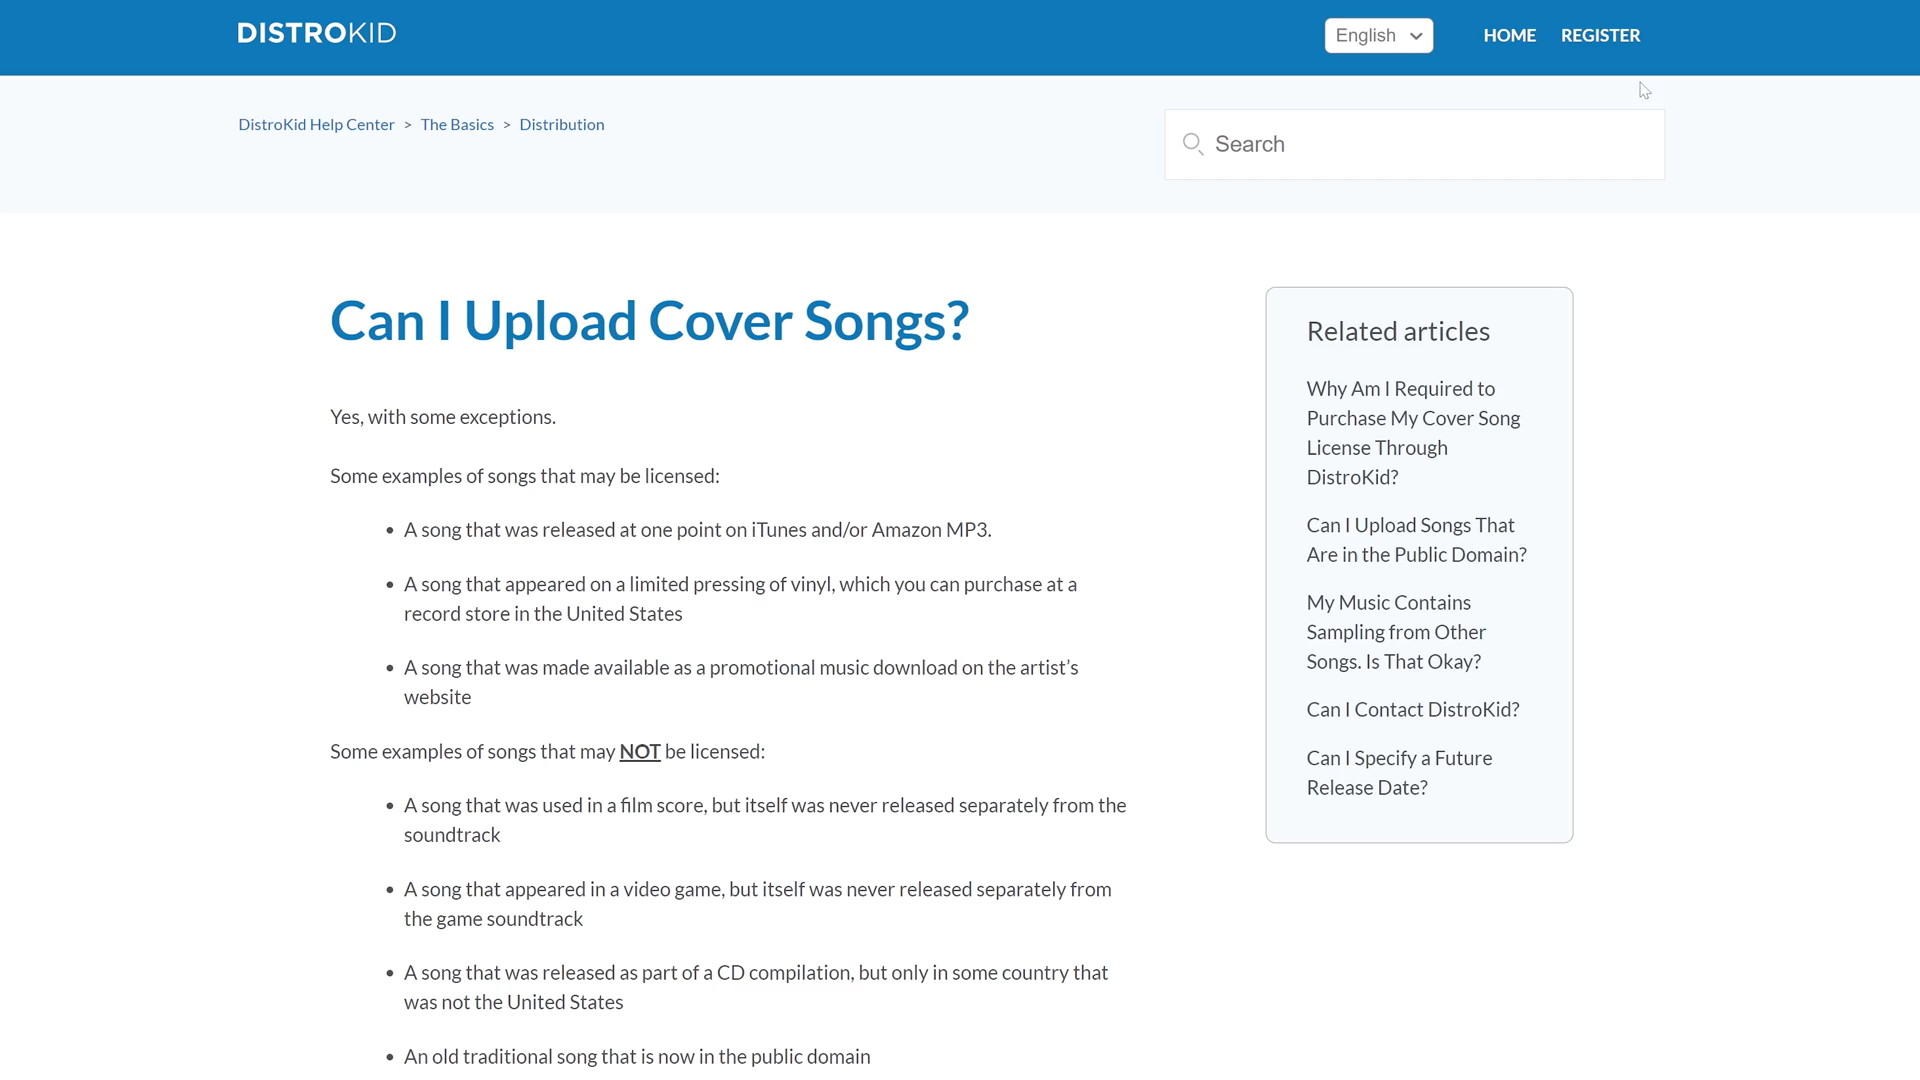 DISTROKID
English
HOME
REGISTER
DistroKid Help Center > The Basics > Distribution
Search
Can I Upload Cover Songs?
Yes, with some exceptions.
Some examples of songs that may be licensed:
• A song that was released at one point on iTunes and/or Amazon MP3.
• A song that appeared on a limited pressing of vinyl, which you can purchase at a
record store in the United States
• A song that was made available as a promotional music download on the artist’s
website
Some examples of songs that may NOT be licensed:
• A song that was used in a film score, but itself was never released separately from the
soundtrack
• A song that appeared in a video game, but itself was never released separately from
the game soundtrack
• A song that was released as part of a CD compilation, but only in some country that
was not the United States
• An old traditional song that is now in the public domain
Related articles
Why Am I Required to
Purchase My Cover Song
License Through
DistroKid?
Can I Upload Songs That
Are in the Public Domain?
My Music Contains
Sampling from Other
Songs. Is That Okay?
Can I Contact DistroKid?
Can I Specify a Future
Release Date?